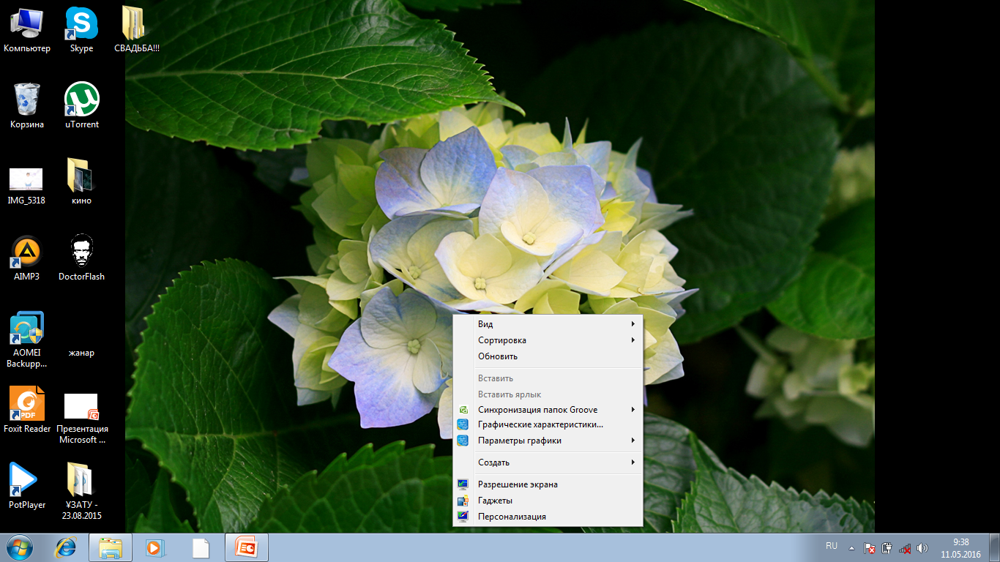 Компьютер
Skype
СВАДЬБА!!!
Корзина
uTorrent
IMG_5318
кино
AIMP3
DoctorFlash
AOMEI
Backupp...
жанар
Foxit Reader
Презентация
Microsoft ...
PotPlayer
ҰЗАТУ -
23.08.2015
Вид
Сортировка
Обновить
Вставить
Вставить ярлык
Синхронизация папок Groove
Графические характеристики...
Параметры графики
Создать
Разрешение экрана
Гаджеты
Персонализация
RU
9:38
11.05.2016